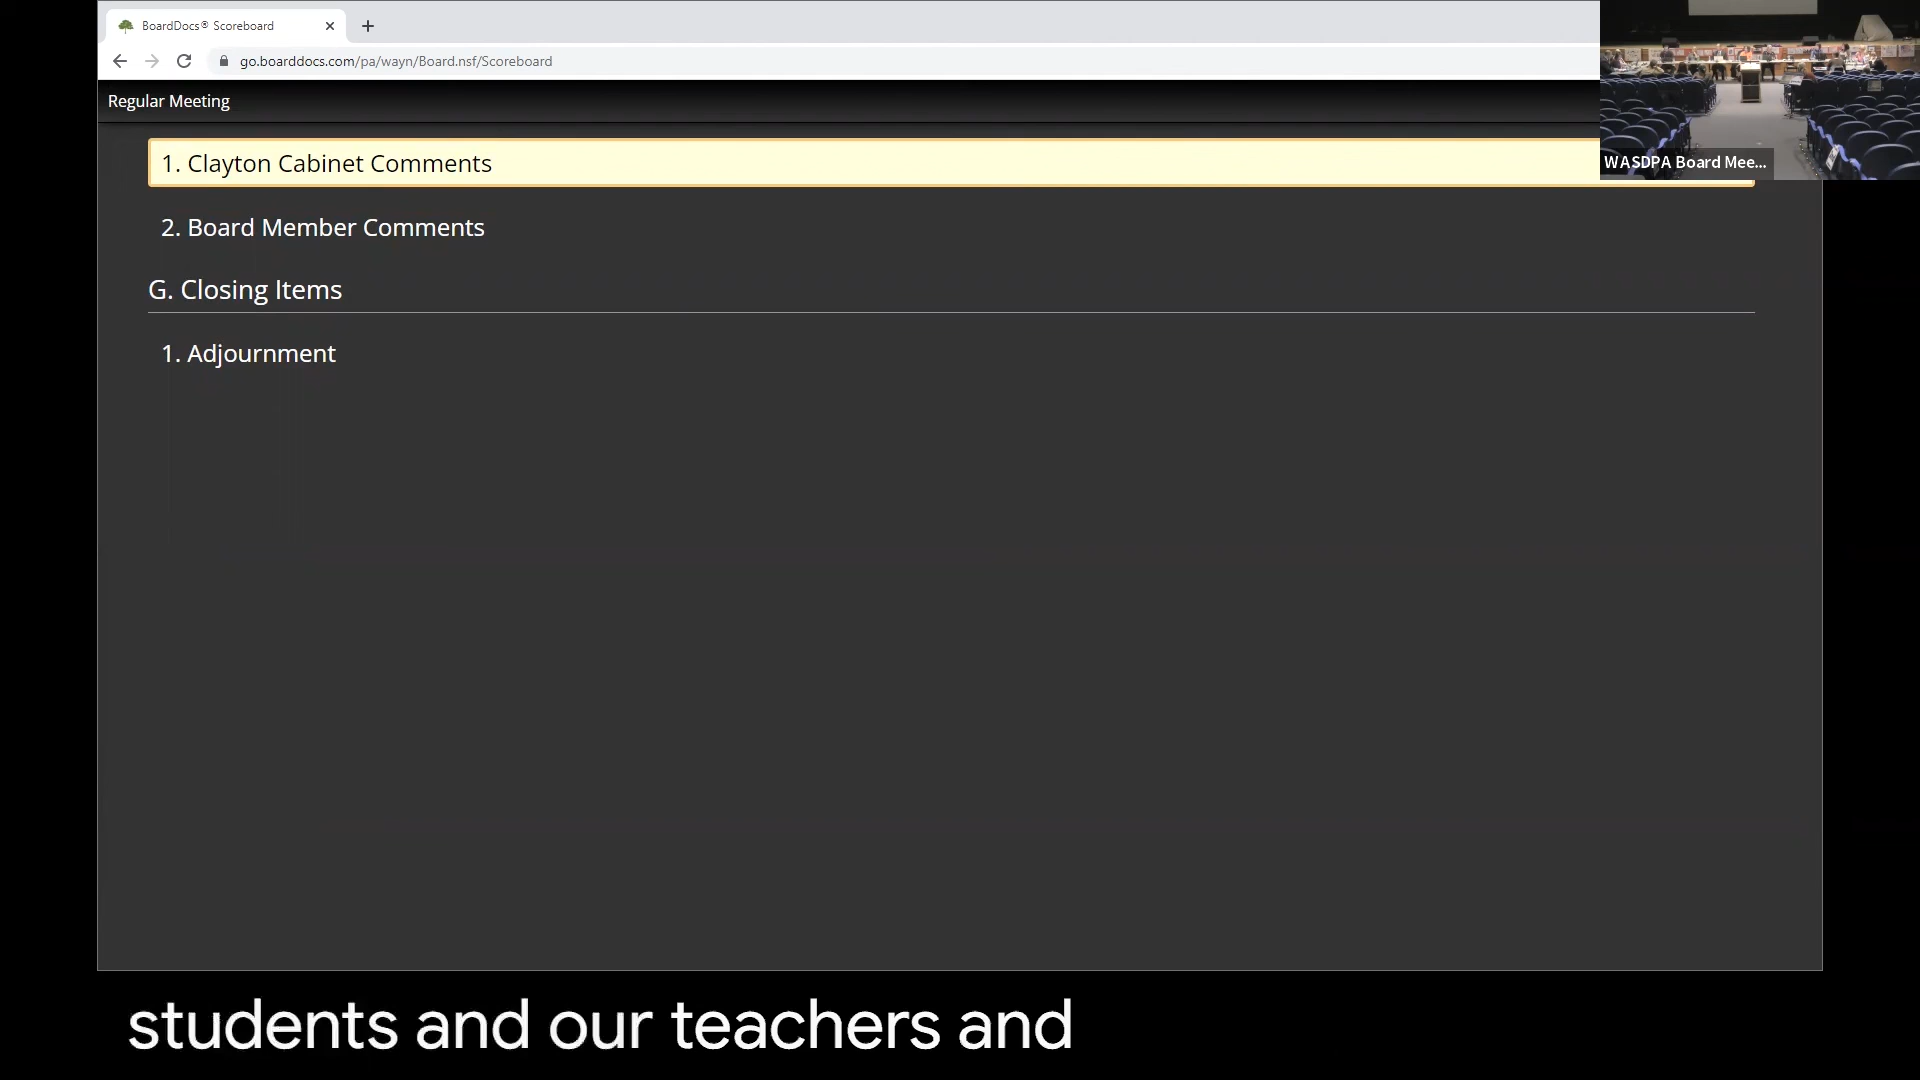 BoardDocs® Scoreboard
go.boarddocs.com/pa/wayn/Board.nsf/Scoreboard
Regular Meeting
1. Clayton Cabinet Comments
WASDPA Board Mee...
2. Board Member Comments
G. Closing Items
1. Adjournment
students and our teachers and